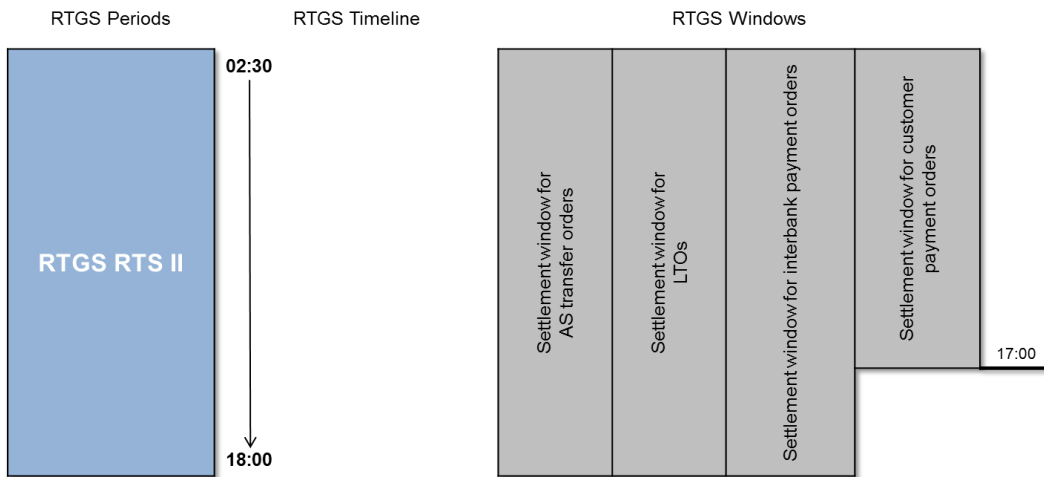 RTGS Periods
RTGS Timeline
RTGS Windows
02:30
RTGS RTS II
18:00
Settlement window for
AS transfer orders
Settlement window for
LTOs
Settlement window for interbank payment orders
Settlement window for customer
payment orders
17:00